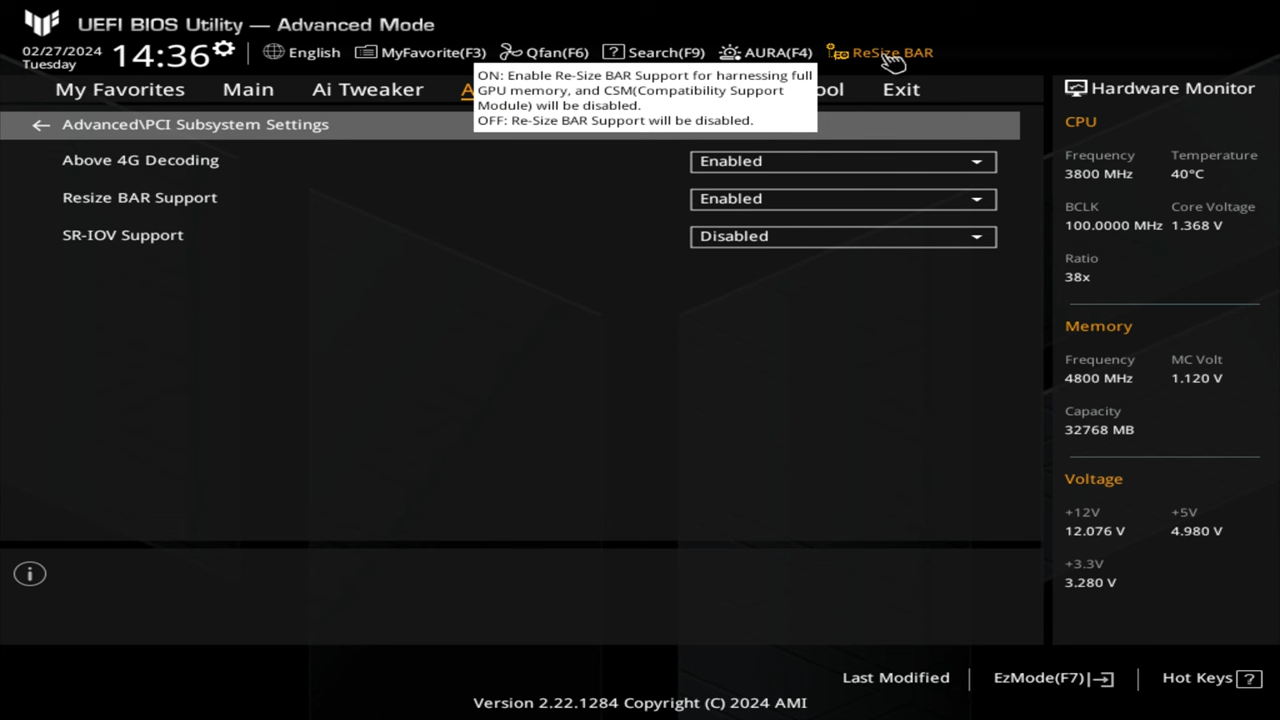 UEFI BIOS Utility — Advanced Mode
02/27/2024
Tuesday
14:36
English
MyFavorite(F3)
Qfan(F6)
Search(F9)
AURA(F4)
ReSize BAR
ON: Enable Re-Size BAR Support for harnessing full
GPU memory, and CSM(Compatibility Support
Module) will be disabled.
OFF: Re-Size BAR Support will be disabled.
My Favorites
Main
Ai Tweaker
Exit
Advanced\PCI Subsystem Settings
Above 4G Decoding
Enabled
Resize BAR Support
Enabled
SR-IOV Support
Disabled
Hardware Monitor
CPU
Frequency Temperature
3800 MHz 40°C
BCLK Core Voltage
100.0000 MHz 1.368 V
Ratio
38x
Memory
Frequency MC Volt
4800 MHz 1.120 V
Capacity
32768 MB
Voltage
+12V +5V
12.076 V 4.980 V
+3.3V
3.280 V
Last Modified
EzMode(F7)
Hot Keys ?
Version 2.22.1284 Copyright (C) 2024 AMI